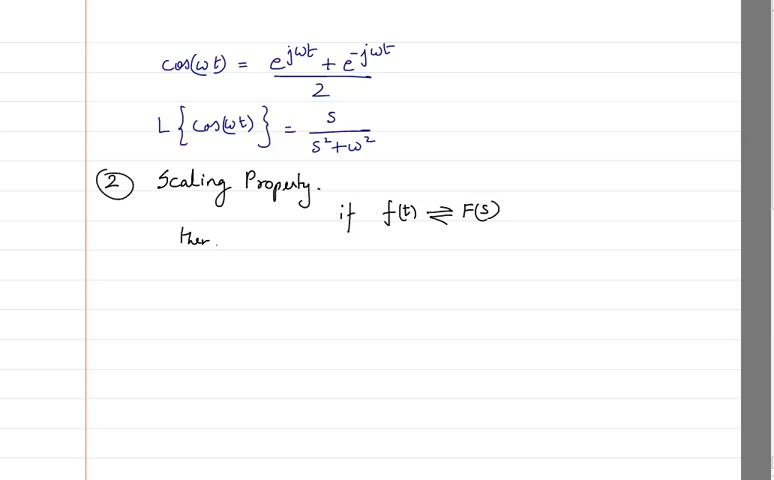 cos(ωt) = (e^jωt + e^-jωt) / 2
L{cos(ωt)} = s / (s² + ω²)
② Scaling Property.
if f(t) ⇌ F(s)
then.